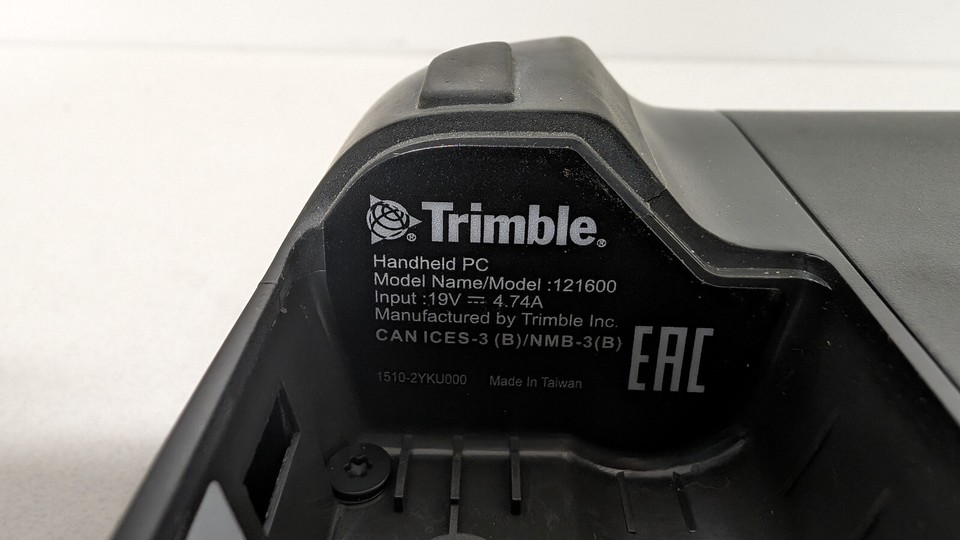 Trimble®
Handheld PC
Model Name/Model :121600
Input :19V ⎓ 4.74A
Manufactured by Trimble Inc.
CAN ICES-3 (B)/NMB-3(B)
EAC
1510-2YKU000 Made In Taiwan